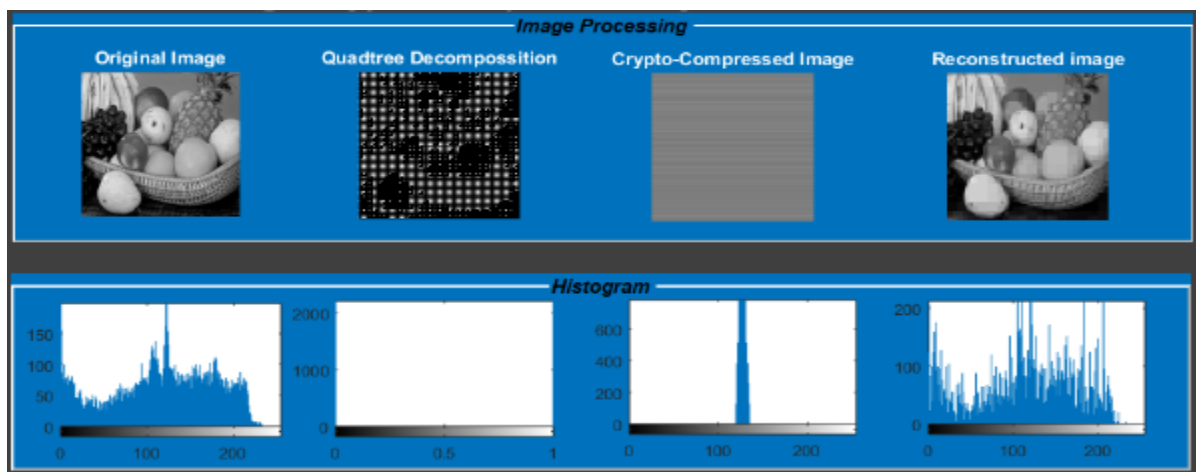 Image Processing
Original Image
Quadtree Decompossition
Crypto-Compressed Image
Reconstructed image
Histogram
150
100
50
0
0 100 200
2000
1000
0
0 0.5 1
600
400
200
0
0 100 200
200
100
0
0 100 200